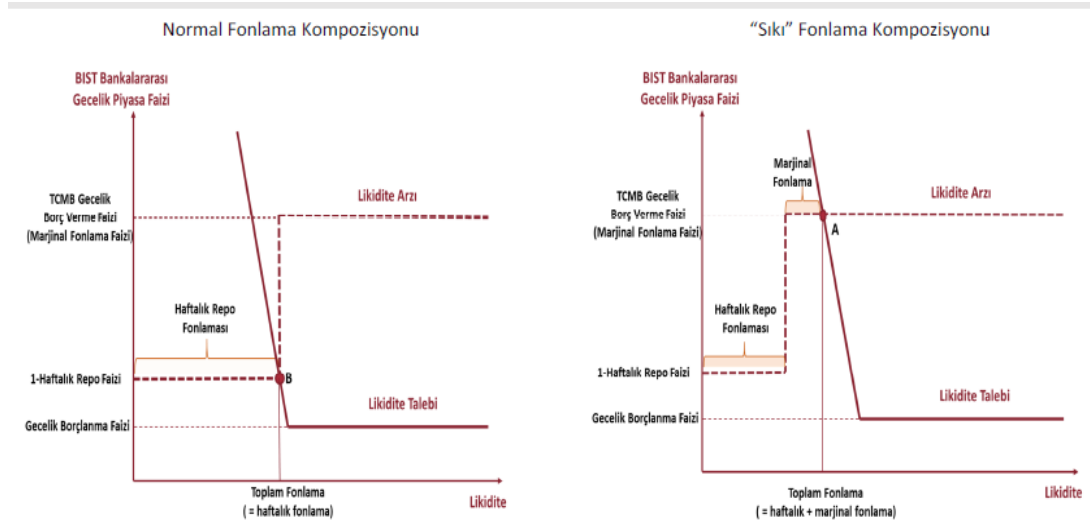 Normal Fonlama Kompozisyonu
BIST Bankalararası
Gecelik Piyasa Faizi
TCMB Gecelik
Borç Verme Faizi
(Marjinal Fonlama Faizi)
Likidite Arzı
Haftalık Repo
Fonlaması
1-Haftalık Repo Faizi
B
Gecelik Borçlanma Faizi
Likidite Talebi
Toplam Fonlama
( = haftalık fonlama)
Likidite
“Sıkı” Fonlama Kompozisyonu
BIST Bankalararası
Gecelik Piyasa Faizi
Marjinal
Fonlama
TCMB Gecelik
Borç Verme Faizi
(Marjinal Fonlama Faizi)
Likidite Arzı
A
Haftalık Repo
Fonlaması
1-Haftalık Repo Faizi
Likidite Talebi
Gecelik Borçlanma Faizi
Toplam Fonlama
( = haftalık + marjinal fonlama)
Likidite